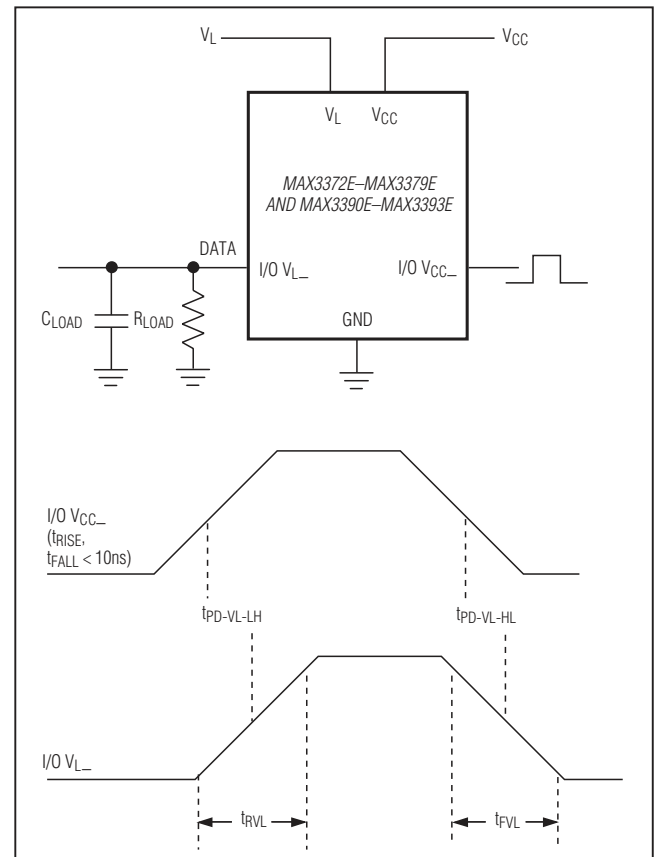 VL
VCC
VL VCC
MAX3372E–MAX3379E
AND MAX3390E–MAX3393E
DATA
I/O VL_
I/O VCC_
CLOAD
RLOAD
GND
I/O VCC_
(tRISE,
tFALL < 10ns)
tPD-VL-LH
tPD-VL-HL
I/O VL_
tRVL
tFVL